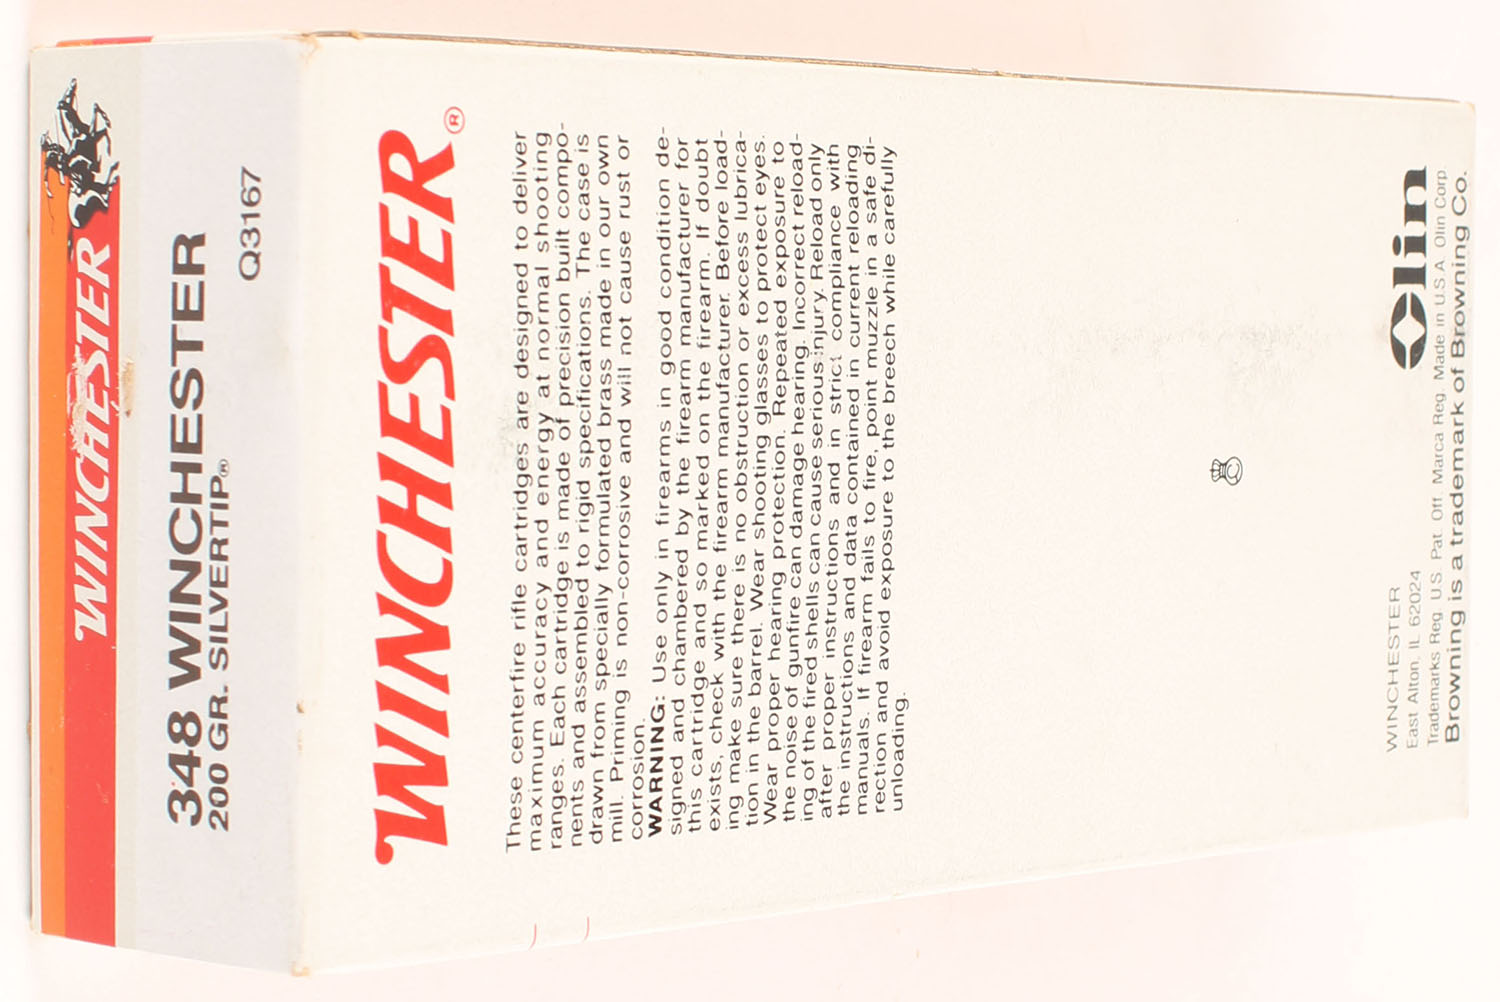 WINCHESTER
348 WINCHESTER
200 GR. SILVERTIP®
Q3167
WINCHESTER®
These centerfire rifle cartridges are designed to deliver
maximum accuracy and energy at normal shooting
ranges. Each cartridge is made of precision built compo-
nents and assembled to rigid specifications. The case is
drawn from specially formulated brass made in our own
mill. Priming is non-corrosive and will not cause rust or
corrosion.
WARNING: Use only in firearms in good condition de-
signed and chambered by the firearm manufacturer for
this cartridge and so marked on the firearm. If doubt
exists, check with the firearm manufacturer. Before load-
ing make sure there is no obstruction or excess lubrica-
tion in the barrel. Wear shooting glasses to protect eyes.
Wear proper hearing protection. Repeated exposure to
the noise of gunfire can damage hearing. Incorrect reload-
ing of the fired shells can cause serious injury. Reload only
after proper instructions and in strict compliance with
the instructions and data contained in current reloading
manuals. If firearm fails to fire, point muzzle in a safe di-
rection and avoid exposure to the breech while carefully
unloading.
C
Olin
WINCHESTER
East Alton, IL 62024
Trademarks Reg. U.S. Pat. Off. Marca Reg. Made in U.S.A. Olin Corp.
Browning is a trademark of Browning Co.